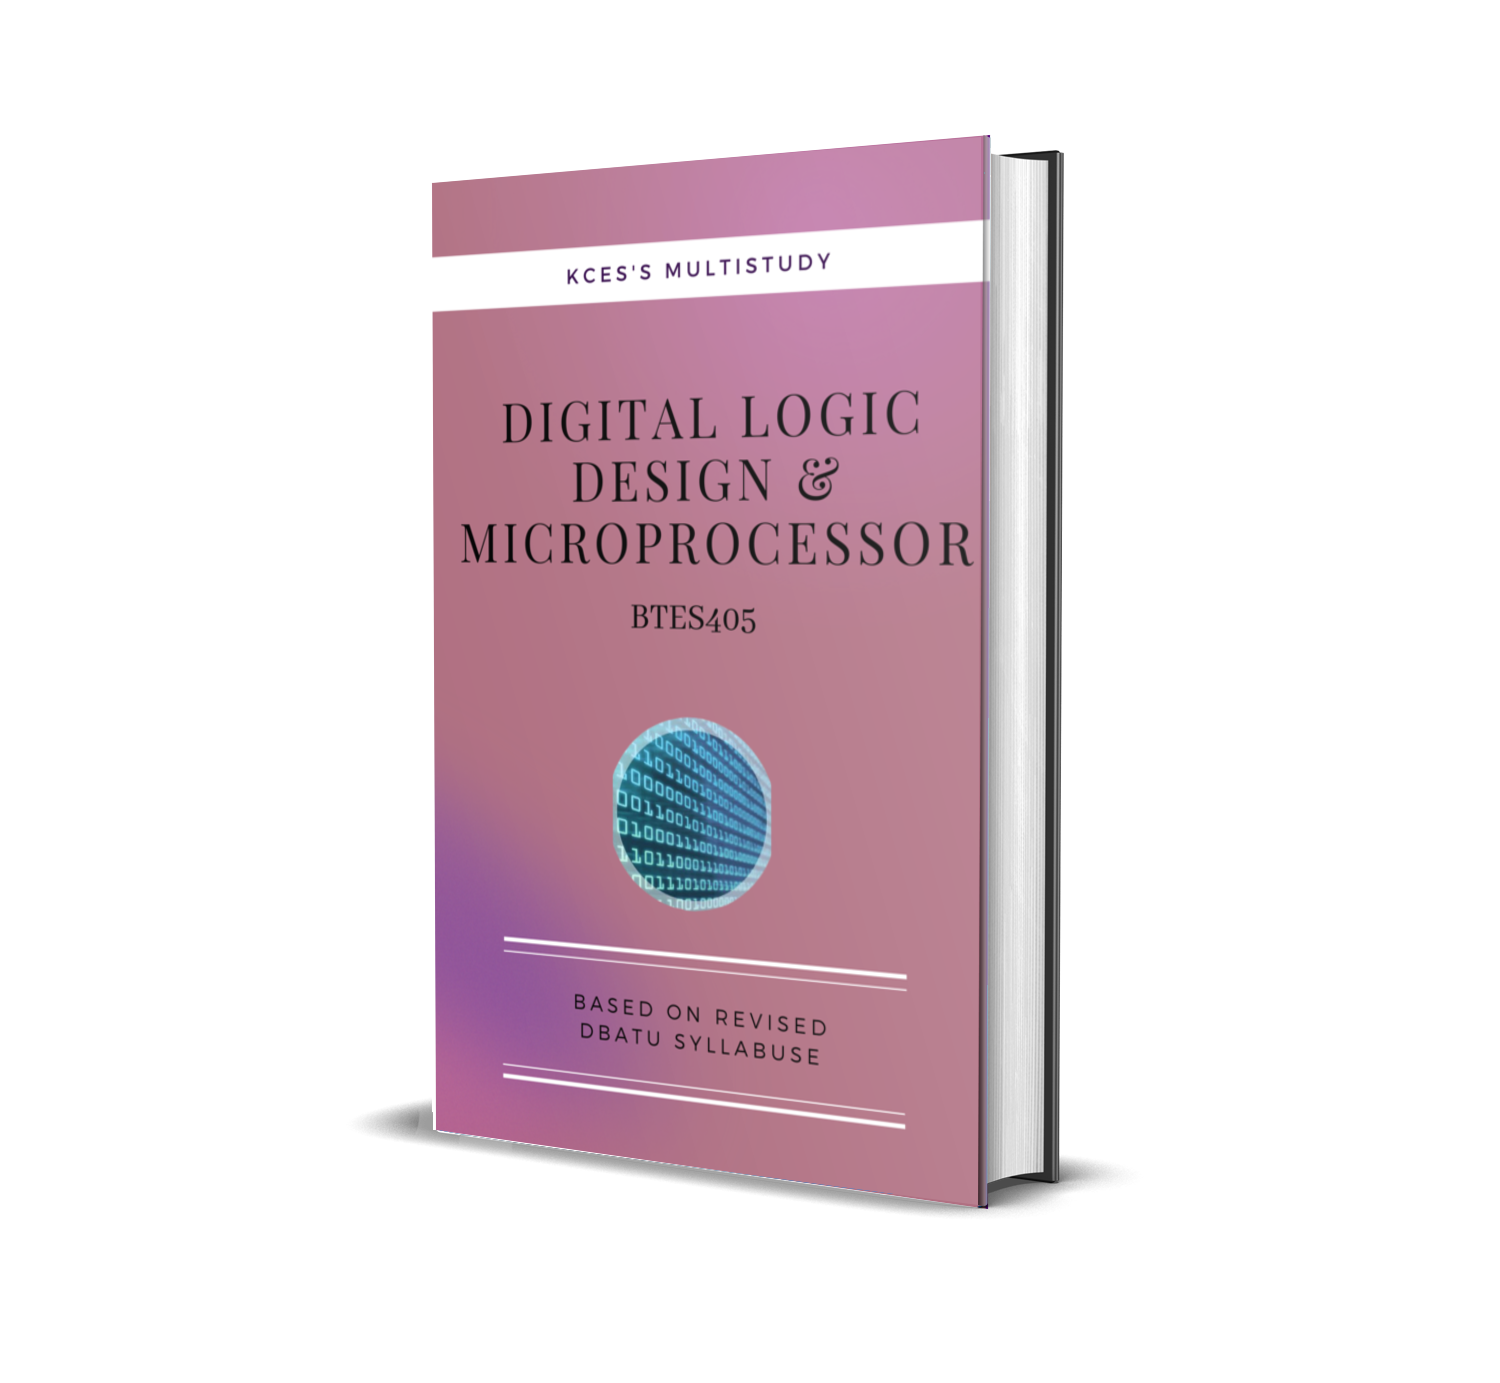 KCES'S MULTISTUDY
DIGITAL LOGIC
DESIGN &
MICROPROCESSOR
BTES405
BASED ON REVISED
DBATU SYLLABUSE